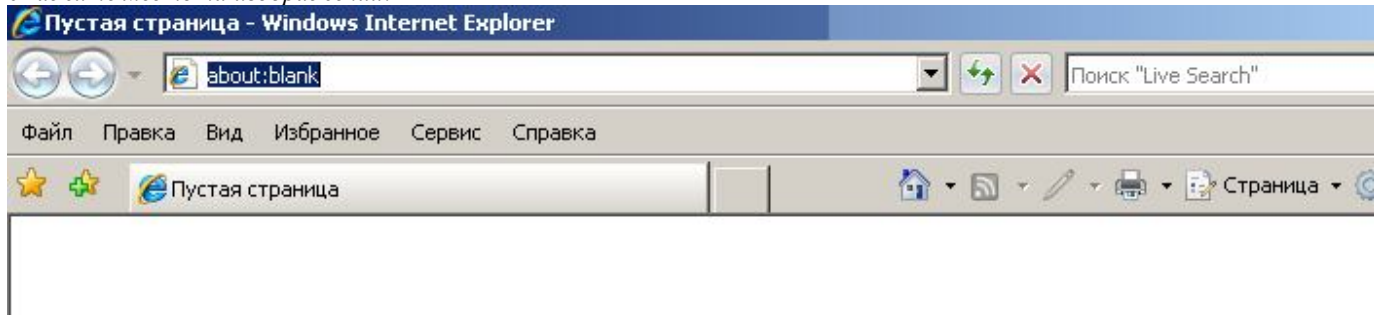 Пустая страница - Windows Internet Explorer
about:blank
Поиск "Live Search"
Файл Правка Вид Избранное Сервис Справка
Пустая страница
Страница